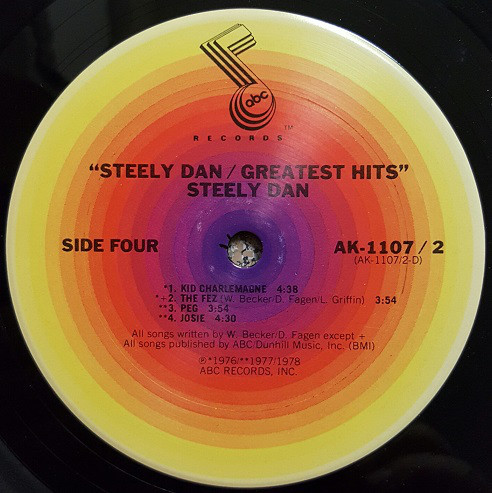 abc
™
RECORDS
"STEELY DAN / GREATEST HITS"
STEELY DAN
SIDE FOUR
AK-1107 / 2
(AK-1107/2-D)
*1. KID CHARLEMAGNE 4:38
*+2. THE FEZ (W. Becker/D. Fagen/L. Griffin) 3:54
**3. PEG 3:54
**4. JOSIE 4:30
All songs written by W. Becker/D. Fagen except +
All songs published by ABC/Dunhill Music, Inc. (BMI)
℗*1976/**1977/1978
ABC RECORDS, INC.